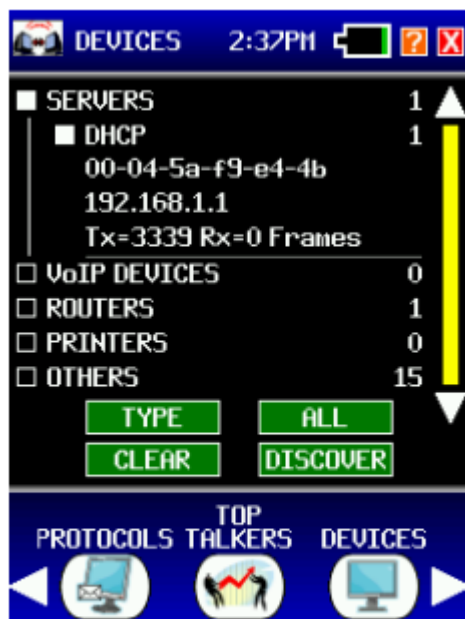 DEVICES 2:37PM ? X
SERVERS 1
DHCP 1
00-04-5a-f9-e4-4b
192.168.1.1
Tx=3339 Rx=0 Frames
VoIP DEVICES 0
ROUTERS 1
PRINTERS 0
OTHERS 15
TYPE ALL
CLEAR DISCOVER
TOP
PROTOCOLS TALKERS DEVICES